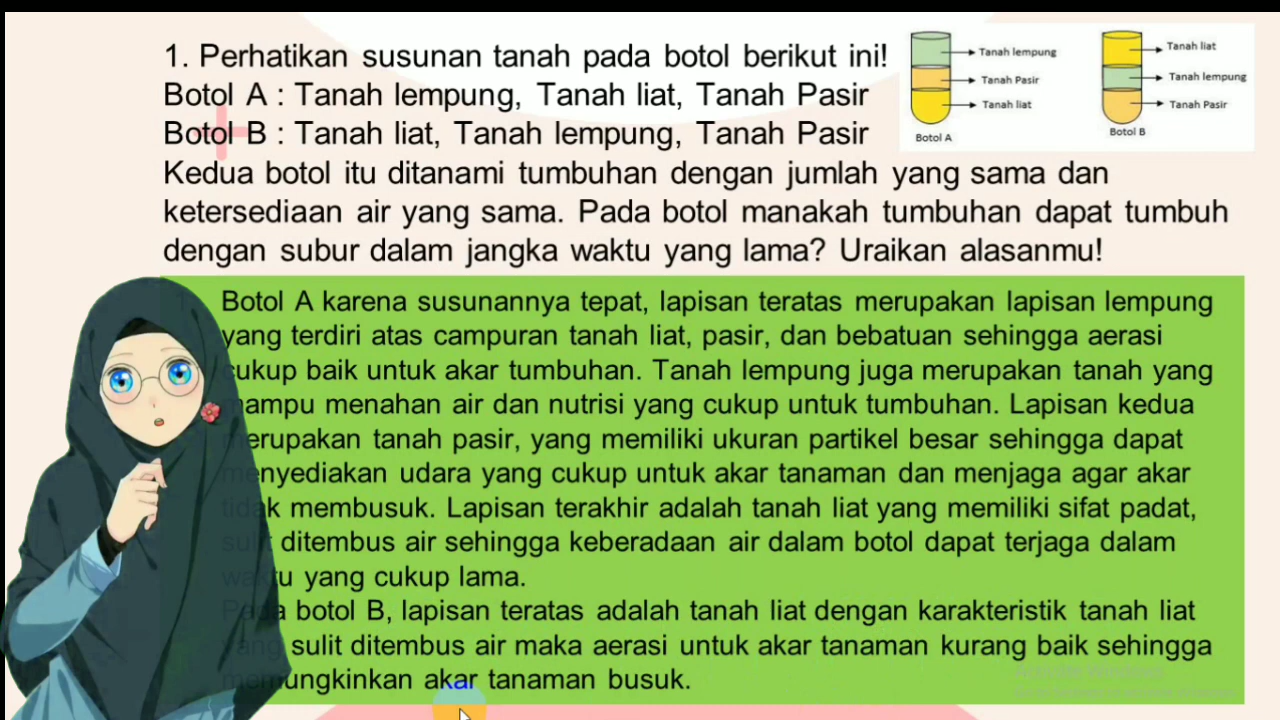 1. Perhatikan susunan tanah pada botol berikut ini!
Botol A : Tanah lempung, Tanah liat, Tanah Pasir
Botol B : Tanah liat, Tanah lempung, Tanah Pasir
Kedua botol itu ditanami tumbuhan dengan jumlah yang sama dan
ketersediaan air yang sama. Pada botol manakah tumbuhan dapat tumbuh
dengan subur dalam jangka waktu yang lama? Uraikan alasanmu!
Tanah lempung
Tanah Pasir
Tanah liat
Botol A
Tanah liat
Tanah lempung
Tanah Pasir
Botol B
Botol A karena susunannya tepat, lapisan teratas merupakan lapisan lempung
yang terdiri atas campuran tanah liat, pasir, dan bebatuan sehingga aerasi
cukup baik untuk akar tumbuhan. Tanah lempung juga merupakan tanah yang
mampu menahan air dan nutrisi yang cukup untuk tumbuhan. Lapisan kedua
merupakan tanah pasir, yang memiliki ukuran partikel besar sehingga dapat
menyediakan udara yang cukup untuk akar tanaman dan menjaga agar akar
tidak membusuk. Lapisan terakhir adalah tanah liat yang memiliki sifat padat,
sulit ditembus air sehingga keberadaan air dalam botol dapat terjaga dalam
waktu yang cukup lama.
Pada botol B, lapisan teratas adalah tanah liat dengan karakteristik tanah liat
yang sulit ditembus air maka aerasi untuk akar tanaman kurang baik sehingga
memungkinkan akar tanaman busuk.